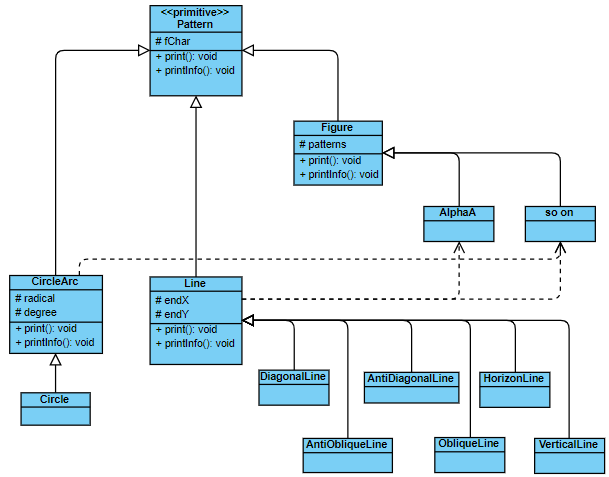 <<primitive>>
Pattern
# fChar
+ print(): void
+ printInfo(): void
Figure
# patterns
+ print(): void
+ printInfo(): void
AlphaA
so on
CircleArc
# radical
# degree
+ print(): void
+ printInfo(): void
Line
# endX
# endY
+ print(): void
+ printInfo(): void
Circle
DiagonalLine
AntiDiagonalLine
HorizonLine
AntiObliqueLine
ObliqueLine
VerticalLine